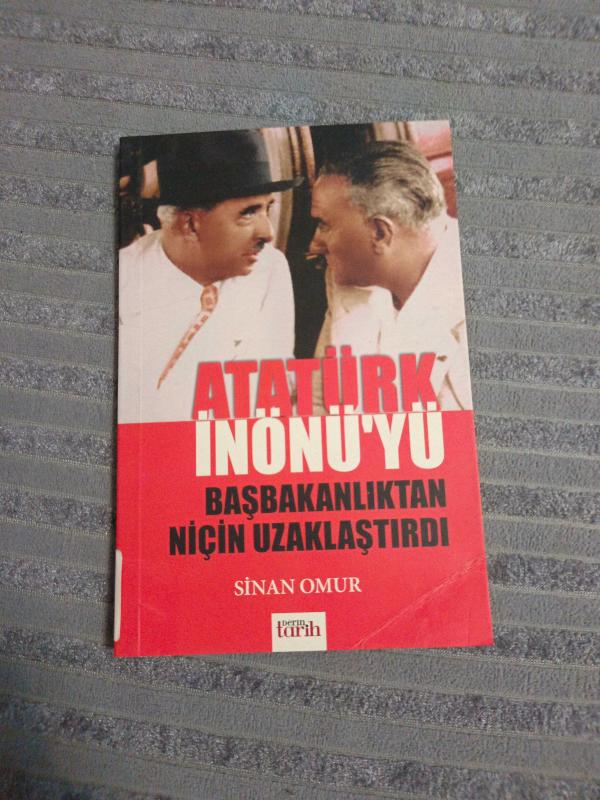 ATATÜRK
İNÖNÜ'YÜ
BAŞBAKANLIKTAN
NİÇİN UZAKLAŞTIRDI
SİNAN OMUR
Derin
tarih